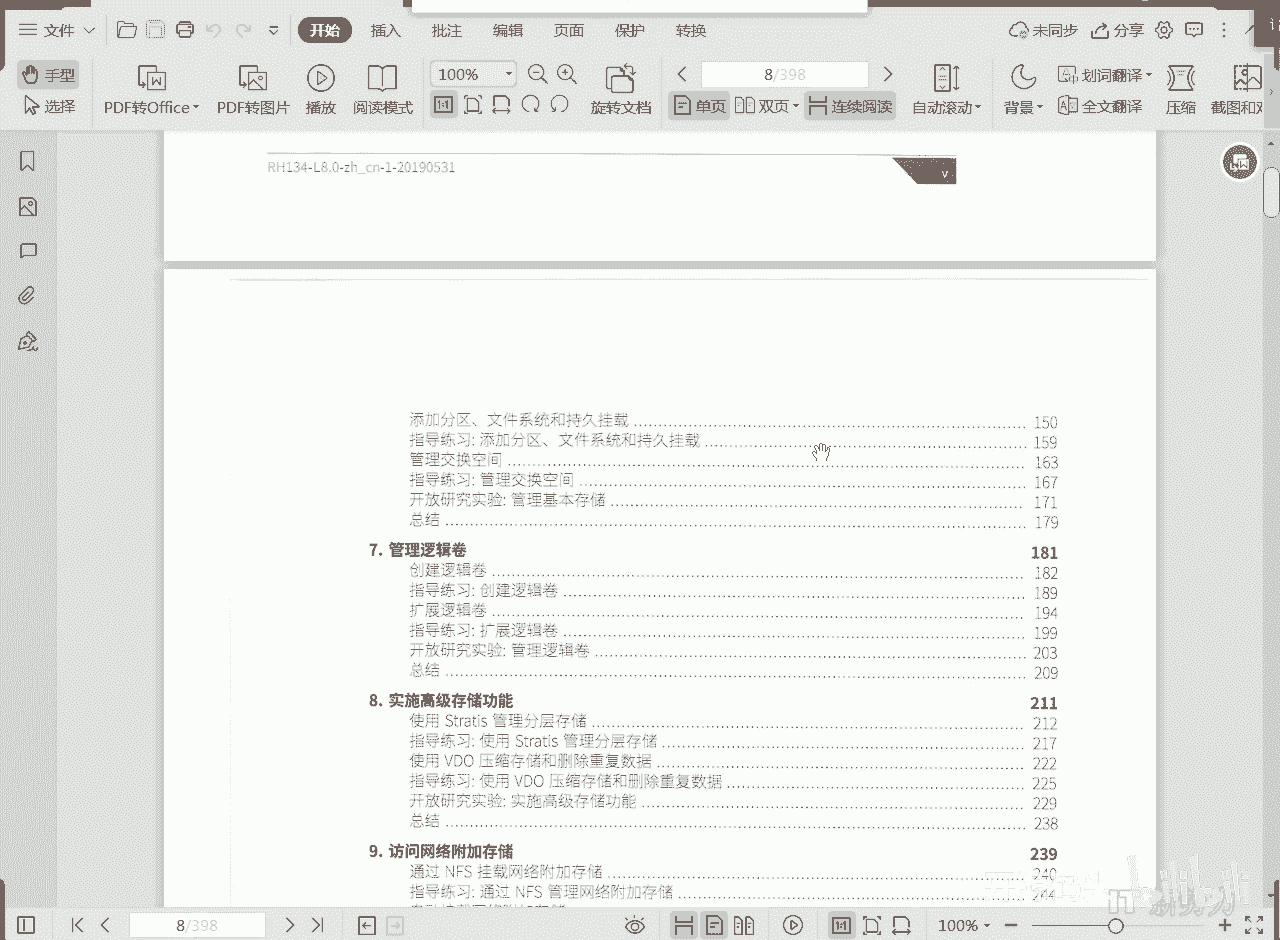 文件 开始 插入 批注 编辑 页面 保护 转换 未同步 分享
手型 选择 PDF转Office PDF转图片 播放 阅读模式 100% 1:1 旋转文档 8/398 单页 双页 连续阅读 自动滚动 背景 划词翻译 全文翻译 压缩
RH134-L8.0-zh_cn-1-20190531 v
添加分区、文件系统和持久挂载 150
指导练习: 添加分区、文件系统和持久挂载 159
管理交换空间 163
指导练习: 管理交换空间 167
开放研究实验: 管理基本存储 171
总结 179
7. 管理逻辑卷 181
创建逻辑卷 182
指导练习: 创建逻辑卷 189
扩展逻辑卷 194
指导练习: 扩展逻辑卷 199
开放研究实验: 管理逻辑卷 203
总结 209
8. 实施高级存储功能 211
使用 Stratis 管理分层存储 212
指导练习: 使用 Stratis 管理分层存储 217
使用 VDO 压缩存储和删除重复数据 222
指导练习: 使用 VDO 压缩存储和删除重复数据 225
开放研究实验: 实施高级存储功能 229
总结 238
9. 访问网络附加存储 239
通过 NFS 挂载网络附加存储 240
指导练习: 通过 NFS 管理网络附加存储 244
8/398 1:1 100%